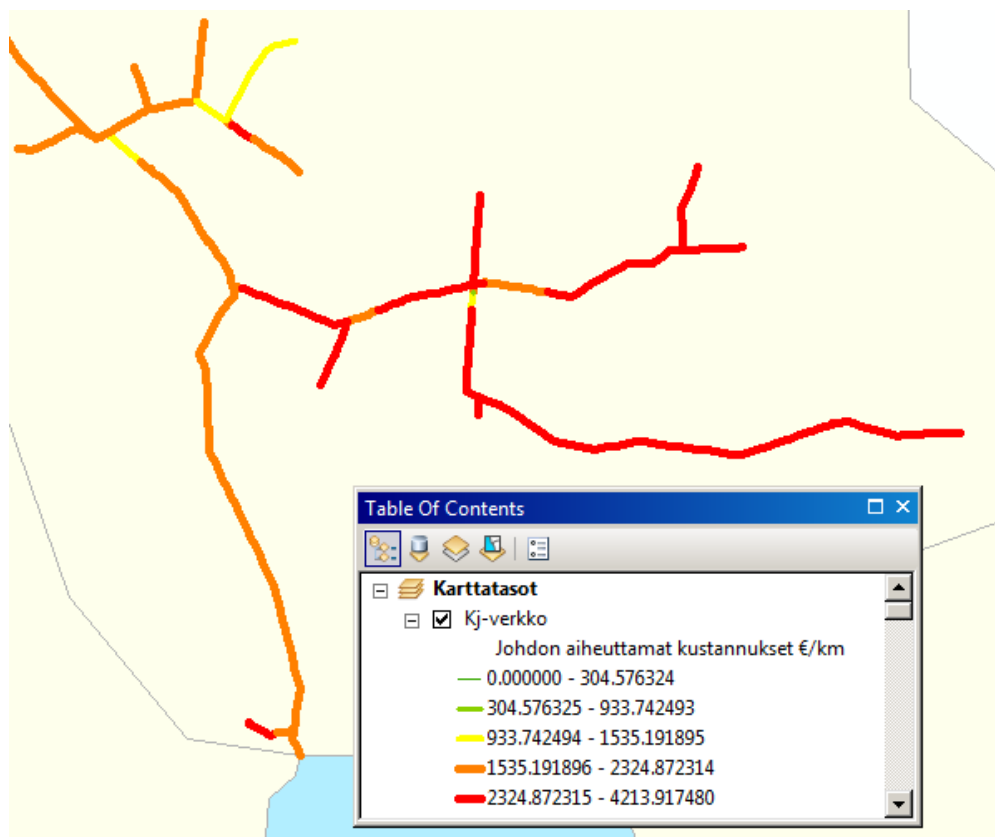 Table Of Contents
Karttatasot
Kj-verkko
Johdon aiheuttamat kustannukset €/km
0.000000 - 304.576324
304.576325 - 933.742493
933.742494 - 1535.191895
1535.191896 - 2324.872314
2324.872315 - 4213.917480